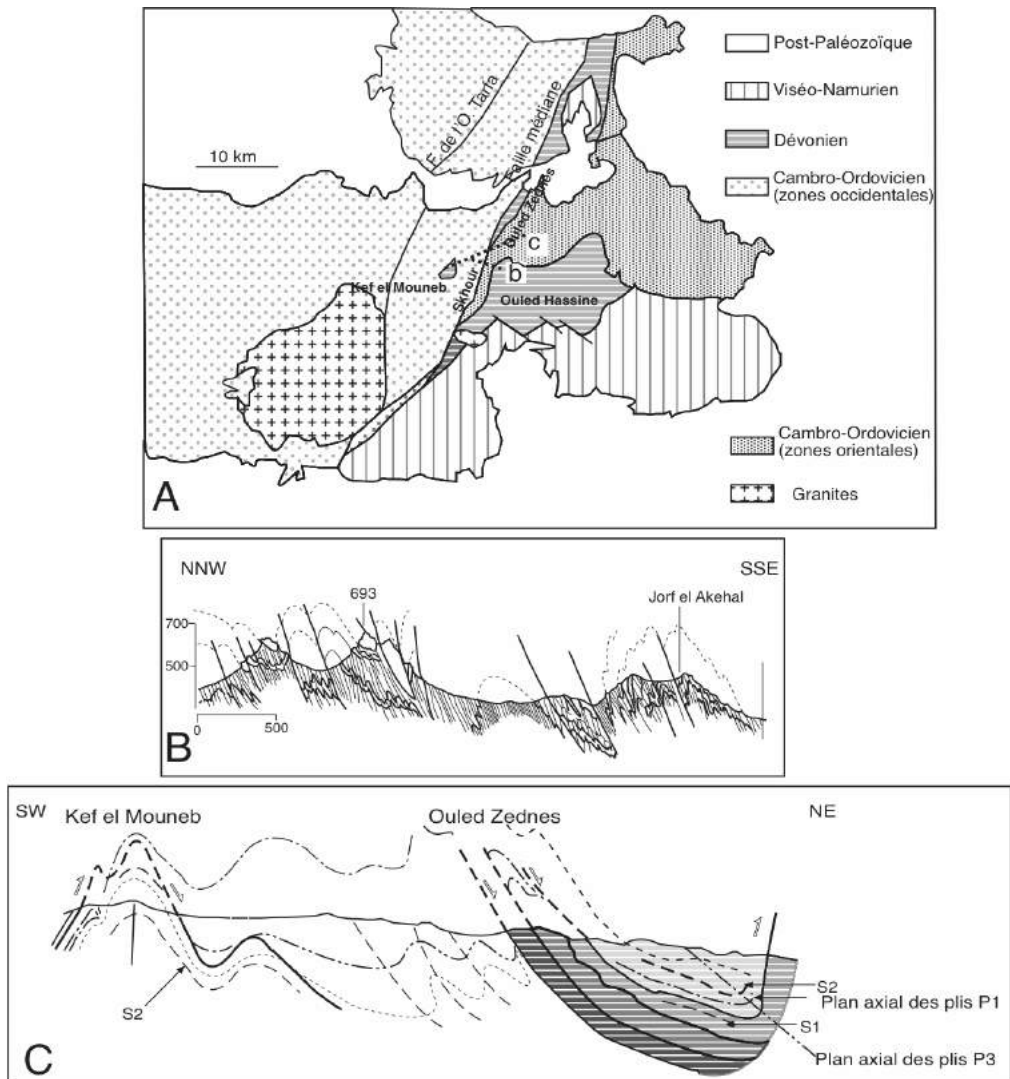 Post-Paléozoïque
Viséo-Namurien
Dévonien
Cambro-Ordovicien
(zones occidentales)
10 km
F. de l'O. Tarfa
Faille médiane
Ouled Zednes
c
b
Kef el Mouneb
Skhour
Ouled Hassine
Cambro-Ordovicien
(zones orientales)
Granites
A
NNW
SSE
693
Jorf el Akehal
700
500
0
500
B
SW
Kef el Mouneb
Ouled Zednes
NE
S2
S2
Plan axial des plis P1
S1
Plan axial des plis P3
C